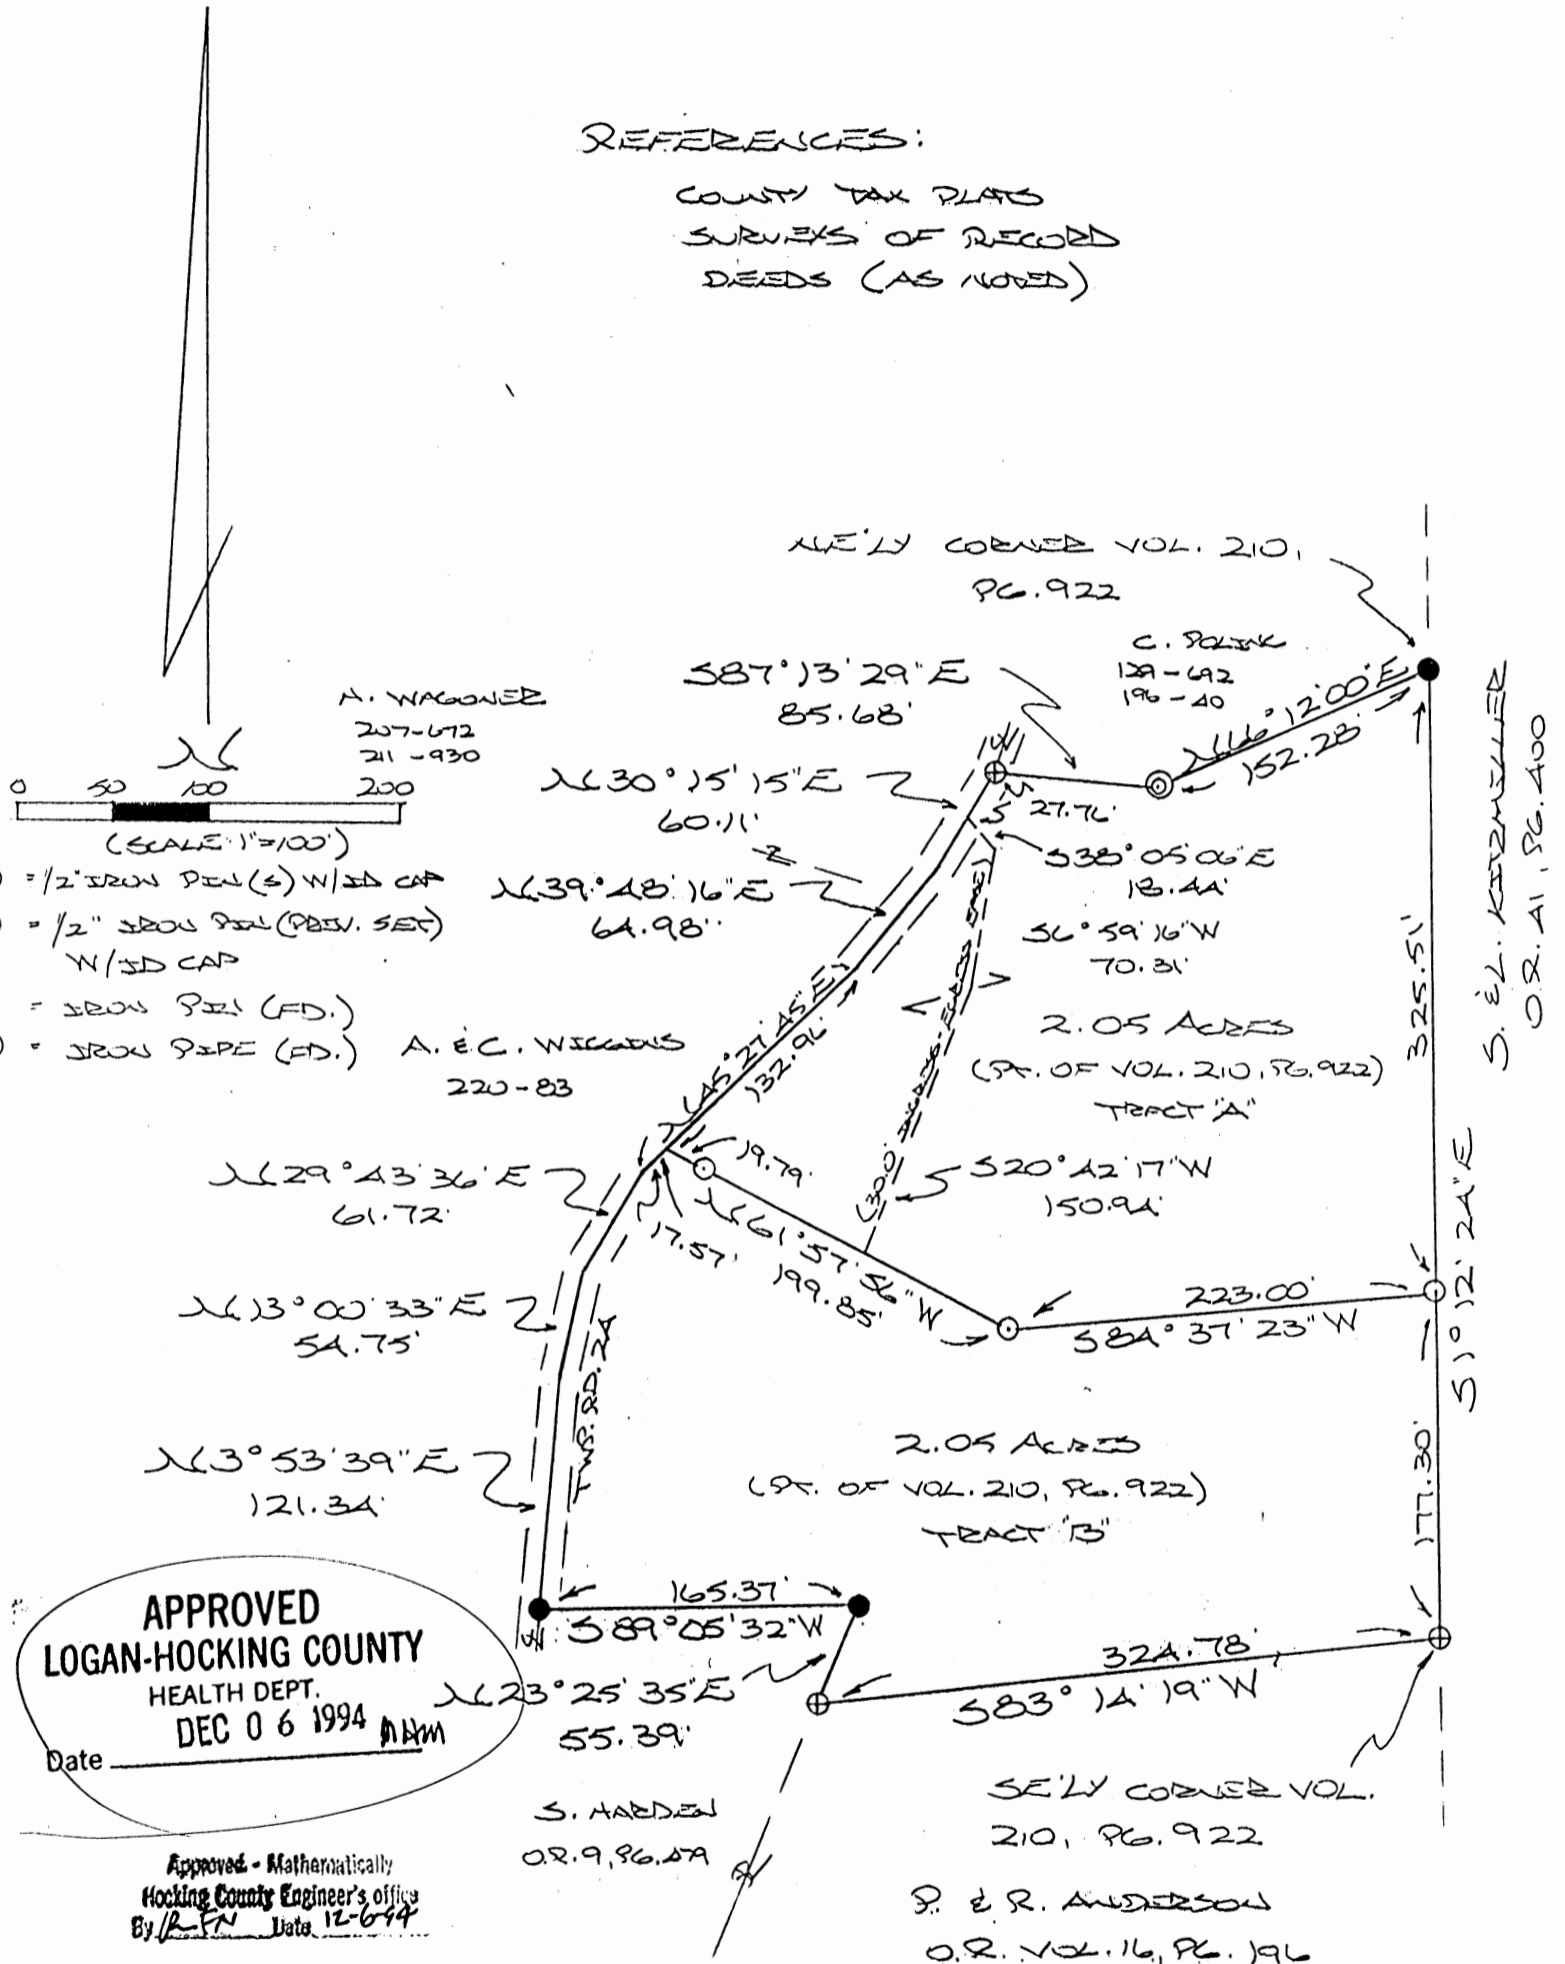 REFERENCES:
COUNTY TAX PLATS
SURVEYS OF RECORD
DEEDS (AS NOTED)
NE'LY CORNER VOL. 210,
PG. 922
C. POLING
129-692
196-40
S87°13'29"E
85.68'
N66°12'00"E
152.28'
A. WAGONER
207-672
211-930
N
0 50 100 200
(SCALE 1"=100')
= 1/2" IRON PIN(S) W/ID CAP
= 1/2" IRON PIN (PREV. SET)
W/ID CAP
= IRON PIN (FD.)
= IRON PIPE (FD.)
N30°15'15"E
60.11'
27.76'
S38°05'06"E
18.44'
N39°48'16"E
64.98'
S6°59'16"W
70.31'
(30.0' INGRESS-EGRESS ESMT.)
2.05 ACRES
(PT. OF VOL. 210, PG. 922)
TRACT "A"
325.51'
S. & L. KITZMILLER
O.R. 41, PG. 400
A. & C. WIGGINS
220-83
N45°27'45"E
132.96'
19.79'
S20°42'17"W
150.94'
N29°43'36"E
61.72'
17.57'
N61°57'56"W
199.85'
223.00'
S84°37'23"W
S1°12'24"E
N13°00'33"E
54.75'
TWP. RD. 24
N3°53'39"E
121.34'
2.05 ACRES
(PT. OF VOL. 210, PG. 922)
TRACT "B"
177.30'
165.37'
S89°05'32"W
N23°25'35"E
55.39'
324.78'
S83°14'19"W
APPROVED
LOGAN-HOCKING COUNTY
HEALTH DEPT.
DEC 06 1994
Date
S. HARDEN
O.R. 9, PG. 479
SE'LY CORNER VOL.
210, PG. 922
P. & R. ANDERSON
O.R. VOL. 16, PG. 196
Approved - Mathematically
Hocking County Engineer's office
By Date 12-6-94